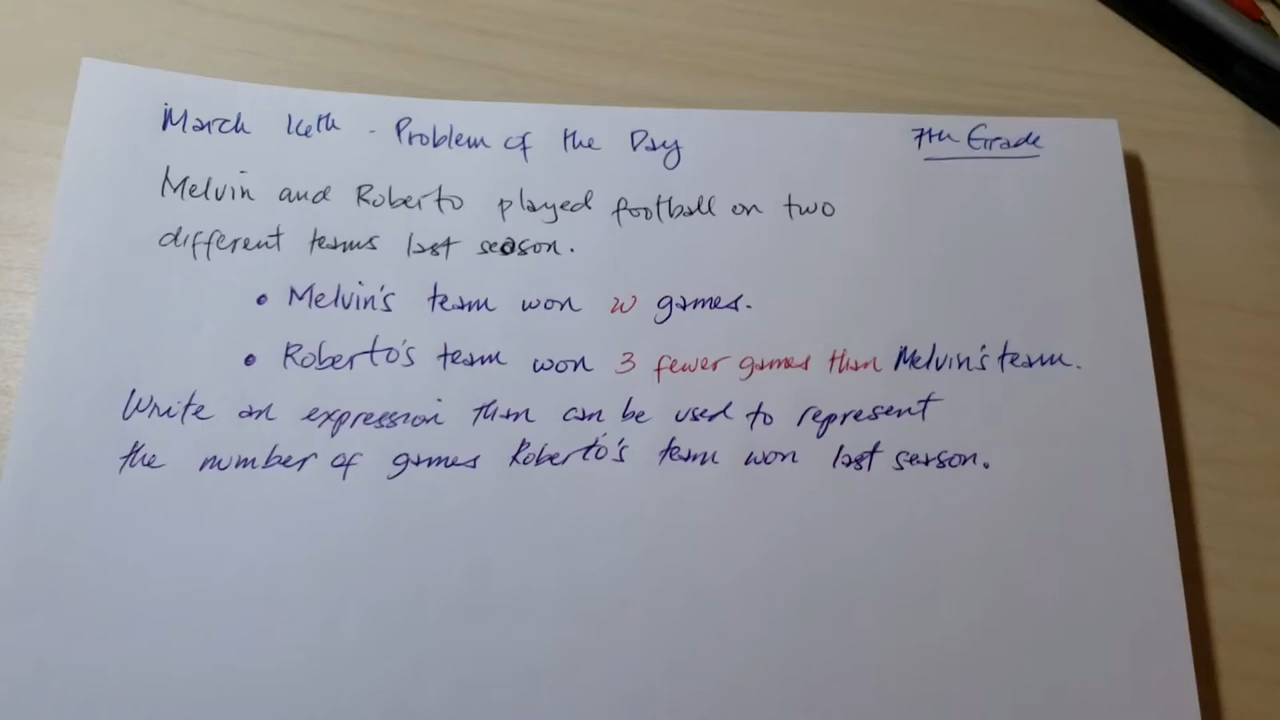 March 16th - Problem of the Day
7th Grade
Melvin and Roberto played football on two
different teams last season.
• Melvin's team won w games.
• Roberto's team won 3 fewer games than Melvin's team.
Write an expression than can be used to represent
the number of games Roberto's team won last season.